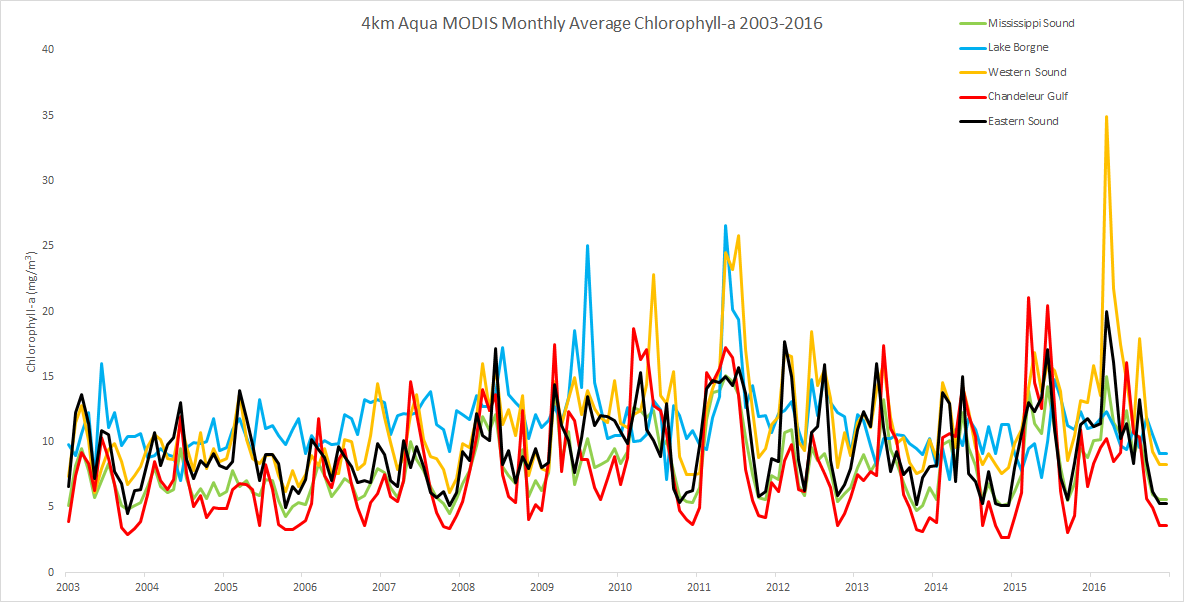 4km Aqua MODIS Monthly Average Chlorophyll-a 2003-2016
Mississippi Sound
Lake Borgne
Western Sound
Chandeleur Gulf
Eastern Sound
Chlorophyll-a (mg/m³)
40
35
30
25
20
15
10
5
0
2003 2004 2005 2006 2007 2008 2009 2010 2011 2012 2013 2014 2015 2016